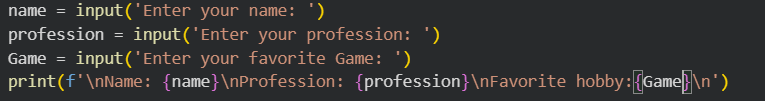 name = input('Enter your name: ')
profession = input('Enter your profession: ')
Game = input('Enter your favorite Game: ')
print(f'\nName: {name}\nProfession: {profession}\nFavorite hobby:{Game}\n')